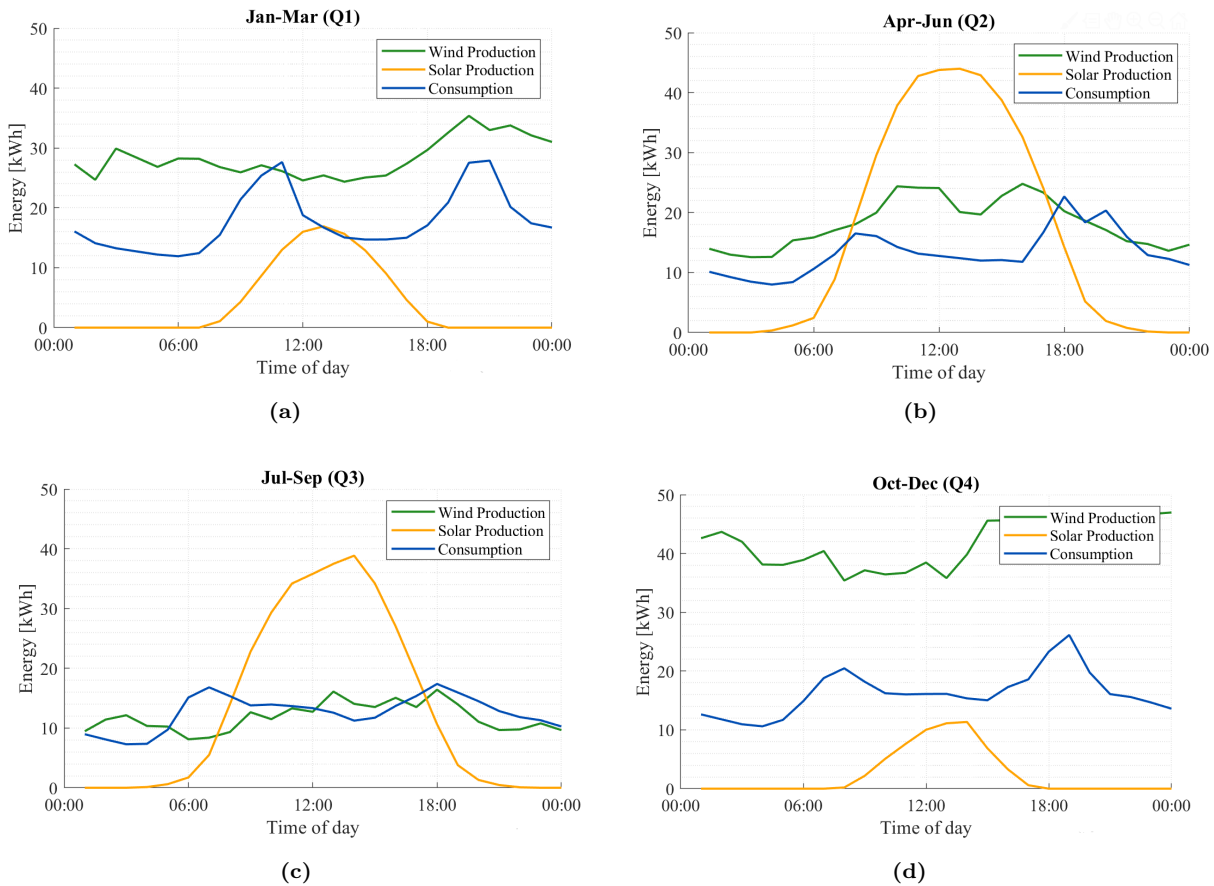 Jan-Mar (Q1)
50
40
30
20
10
0
Energy [kWh]
Wind Production
Solar Production
Consumption
00:00 06:00 12:00 18:00 00:00
Time of day
(a)
Apr-Jun (Q2)
50
40
30
20
10
0
Energy [kWh]
Wind Production
Solar Production
Consumption
00:00 06:00 12:00 18:00 00:00
Time of day
(b)
Jul-Sep (Q3)
50
40
30
20
10
0
Energy [kWh]
Wind Production
Solar Production
Consumption
00:00 06:00 12:00 18:00 00:00
Time of day
(c)
Oct-Dec (Q4)
50
40
30
20
10
0
Energy [kWh]
Wind Production
Solar Production
Consumption
00:00 06:00 12:00 18:00 00:00
Time of day
(d)